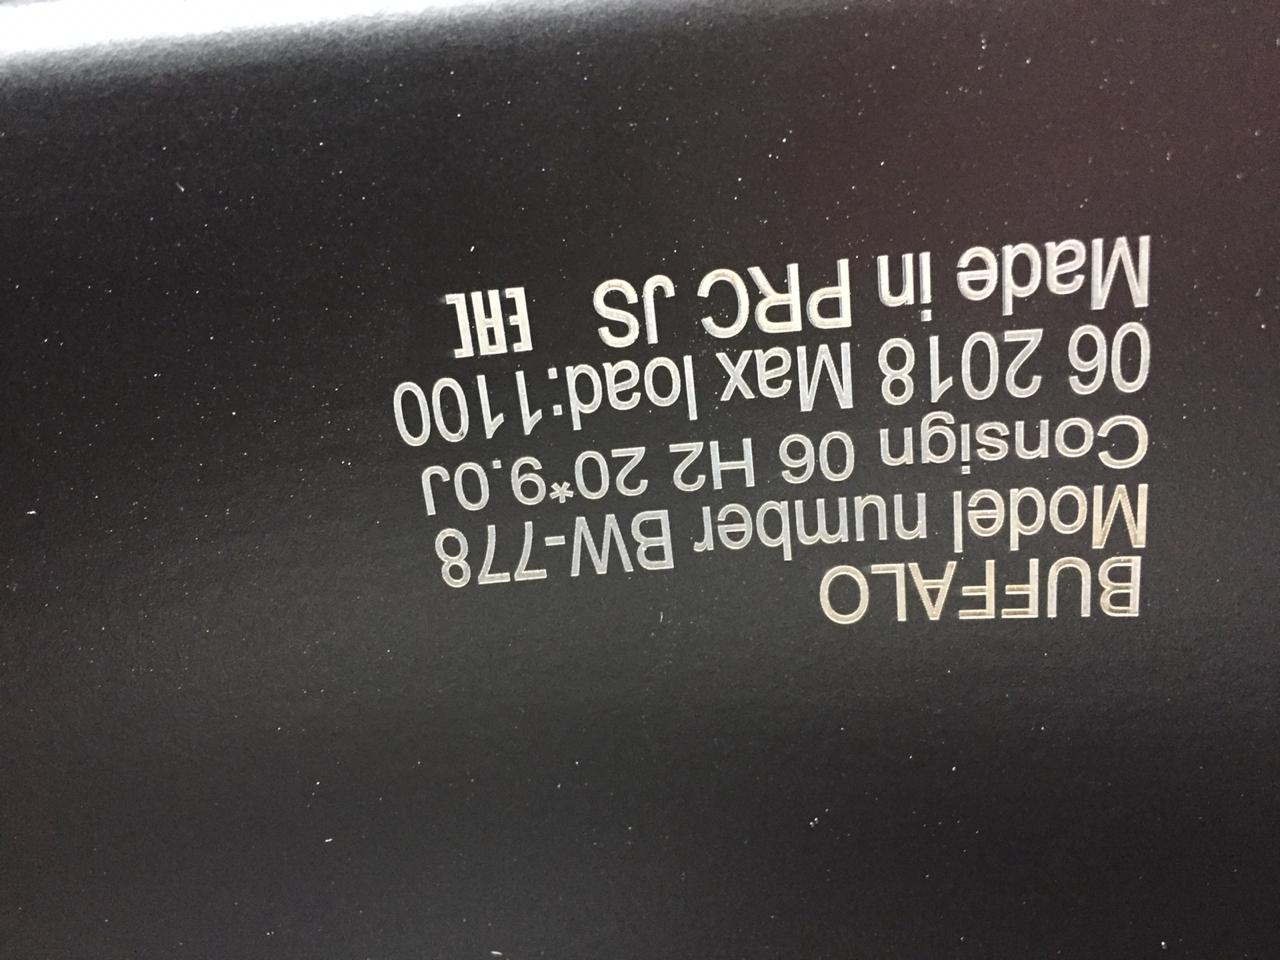 BUFFALO
Model number BW-778
Consign 06 H2 20*9.0J
06 2018 Max load:1100
Made in PRC JS EAC